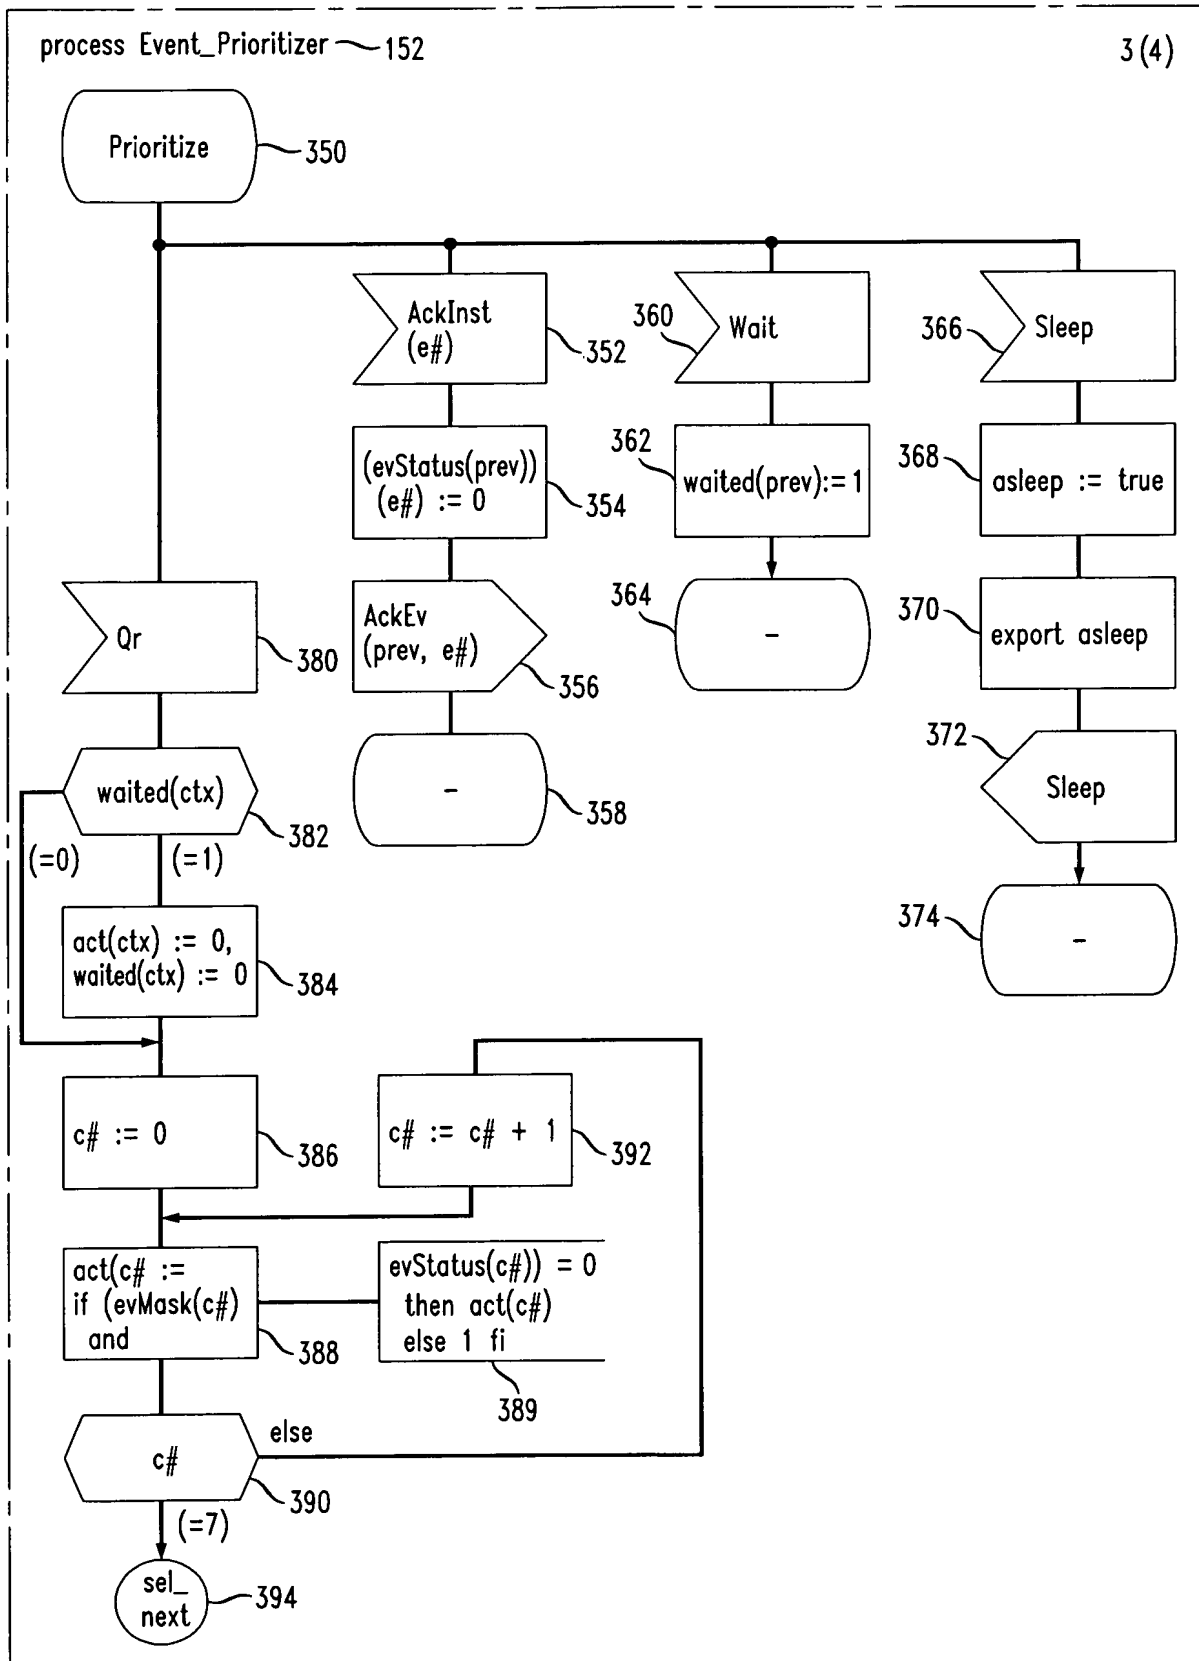 process Event_Prioritizer 152
3(4)
Prioritize
350
AckInst
(e#)
352
(evStatus(prev))
(e#) := 0
354
AckEv
(prev, e#)
356
-
358
360
Wait
362
waited(prev):= 1
364
-
366
Sleep
368
asleep := true
370
export asleep
372
Sleep
374
-
Qr
380
waited(ctx)
382
(=0)
(=1)
act(ctx) := 0,
waited(ctx) := 0
384
c# := 0
386
c# := c# + 1
392
act(c# :=
if (evMask(c#)
and
388
evStatus(c#)) = 0
then act(c#)
else 1 fi
389
c#
else
390
(=7)
sel_
next
394